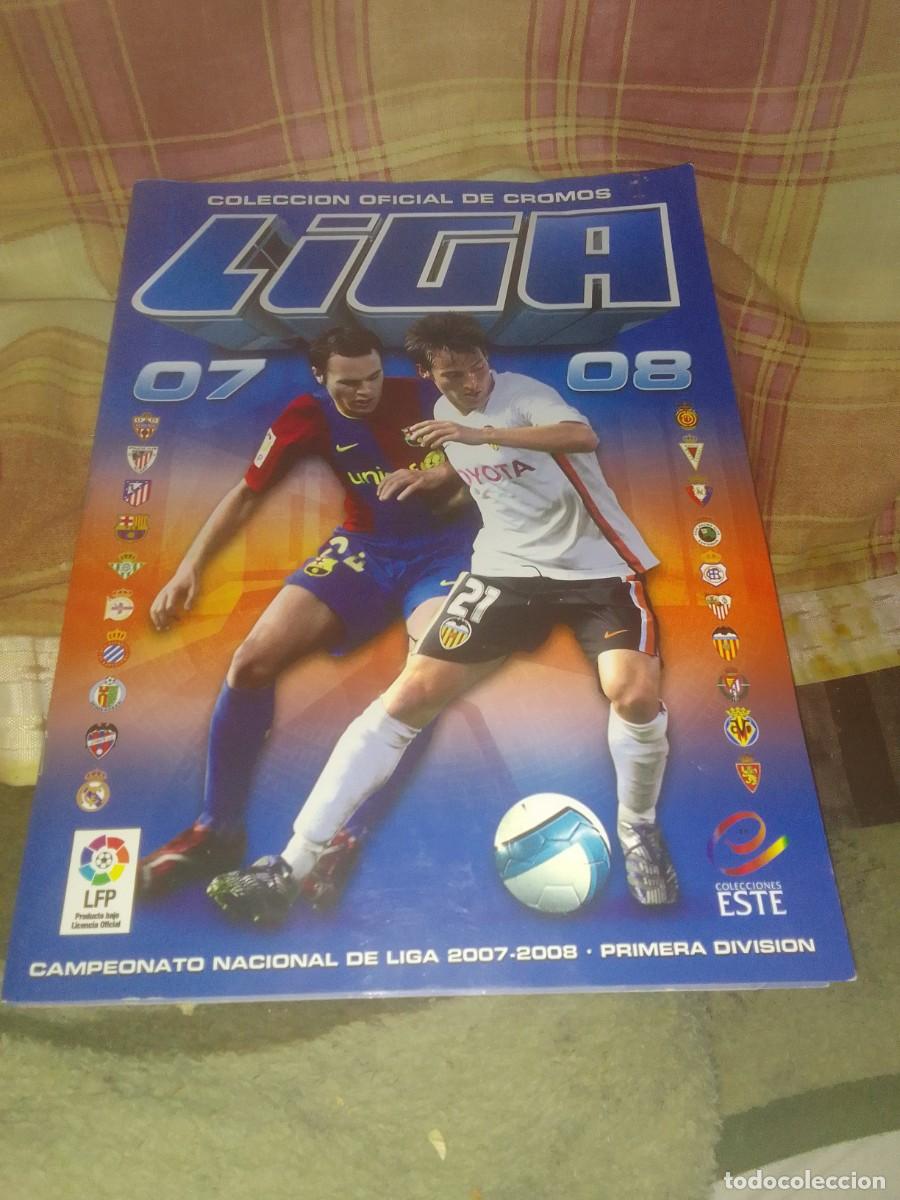 COLECCION OFICIAL DE CROMOS
LiGA
07 08
TOYOTA
21
LFP
Producto bajo
Licencia Oficial
COLECCIONES
ESTE
CAMPEONATO NACIONAL DE LIGA 2007-2008 · PRIMERA DIVISION
todocoleccion